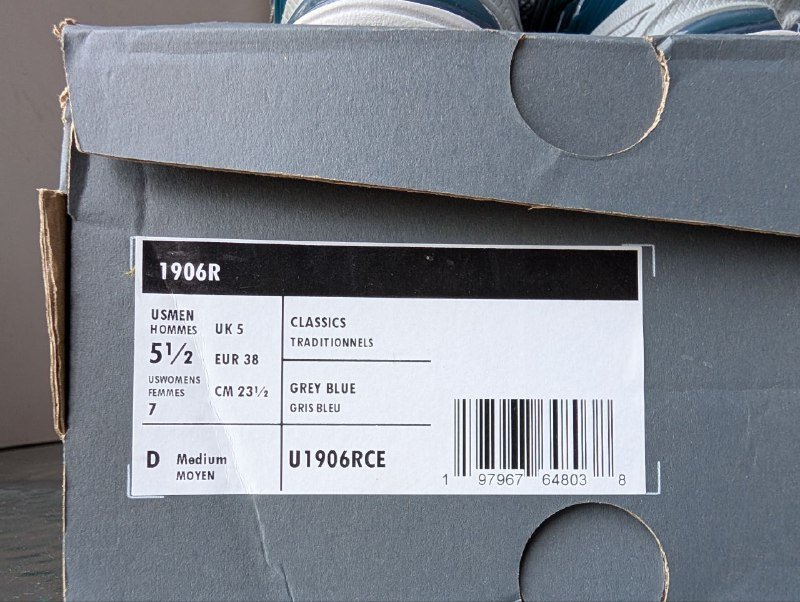 1906R
USMEN
HOMMES
5½
USWOMENS
FEMMES
7
UK 5
EUR 38
CM 23½
CLASSICS
TRADITIONNELS
GREY BLUE
GRIS BLEU
D Medium
MOYEN
U1906RCE
1 97967 64803 8